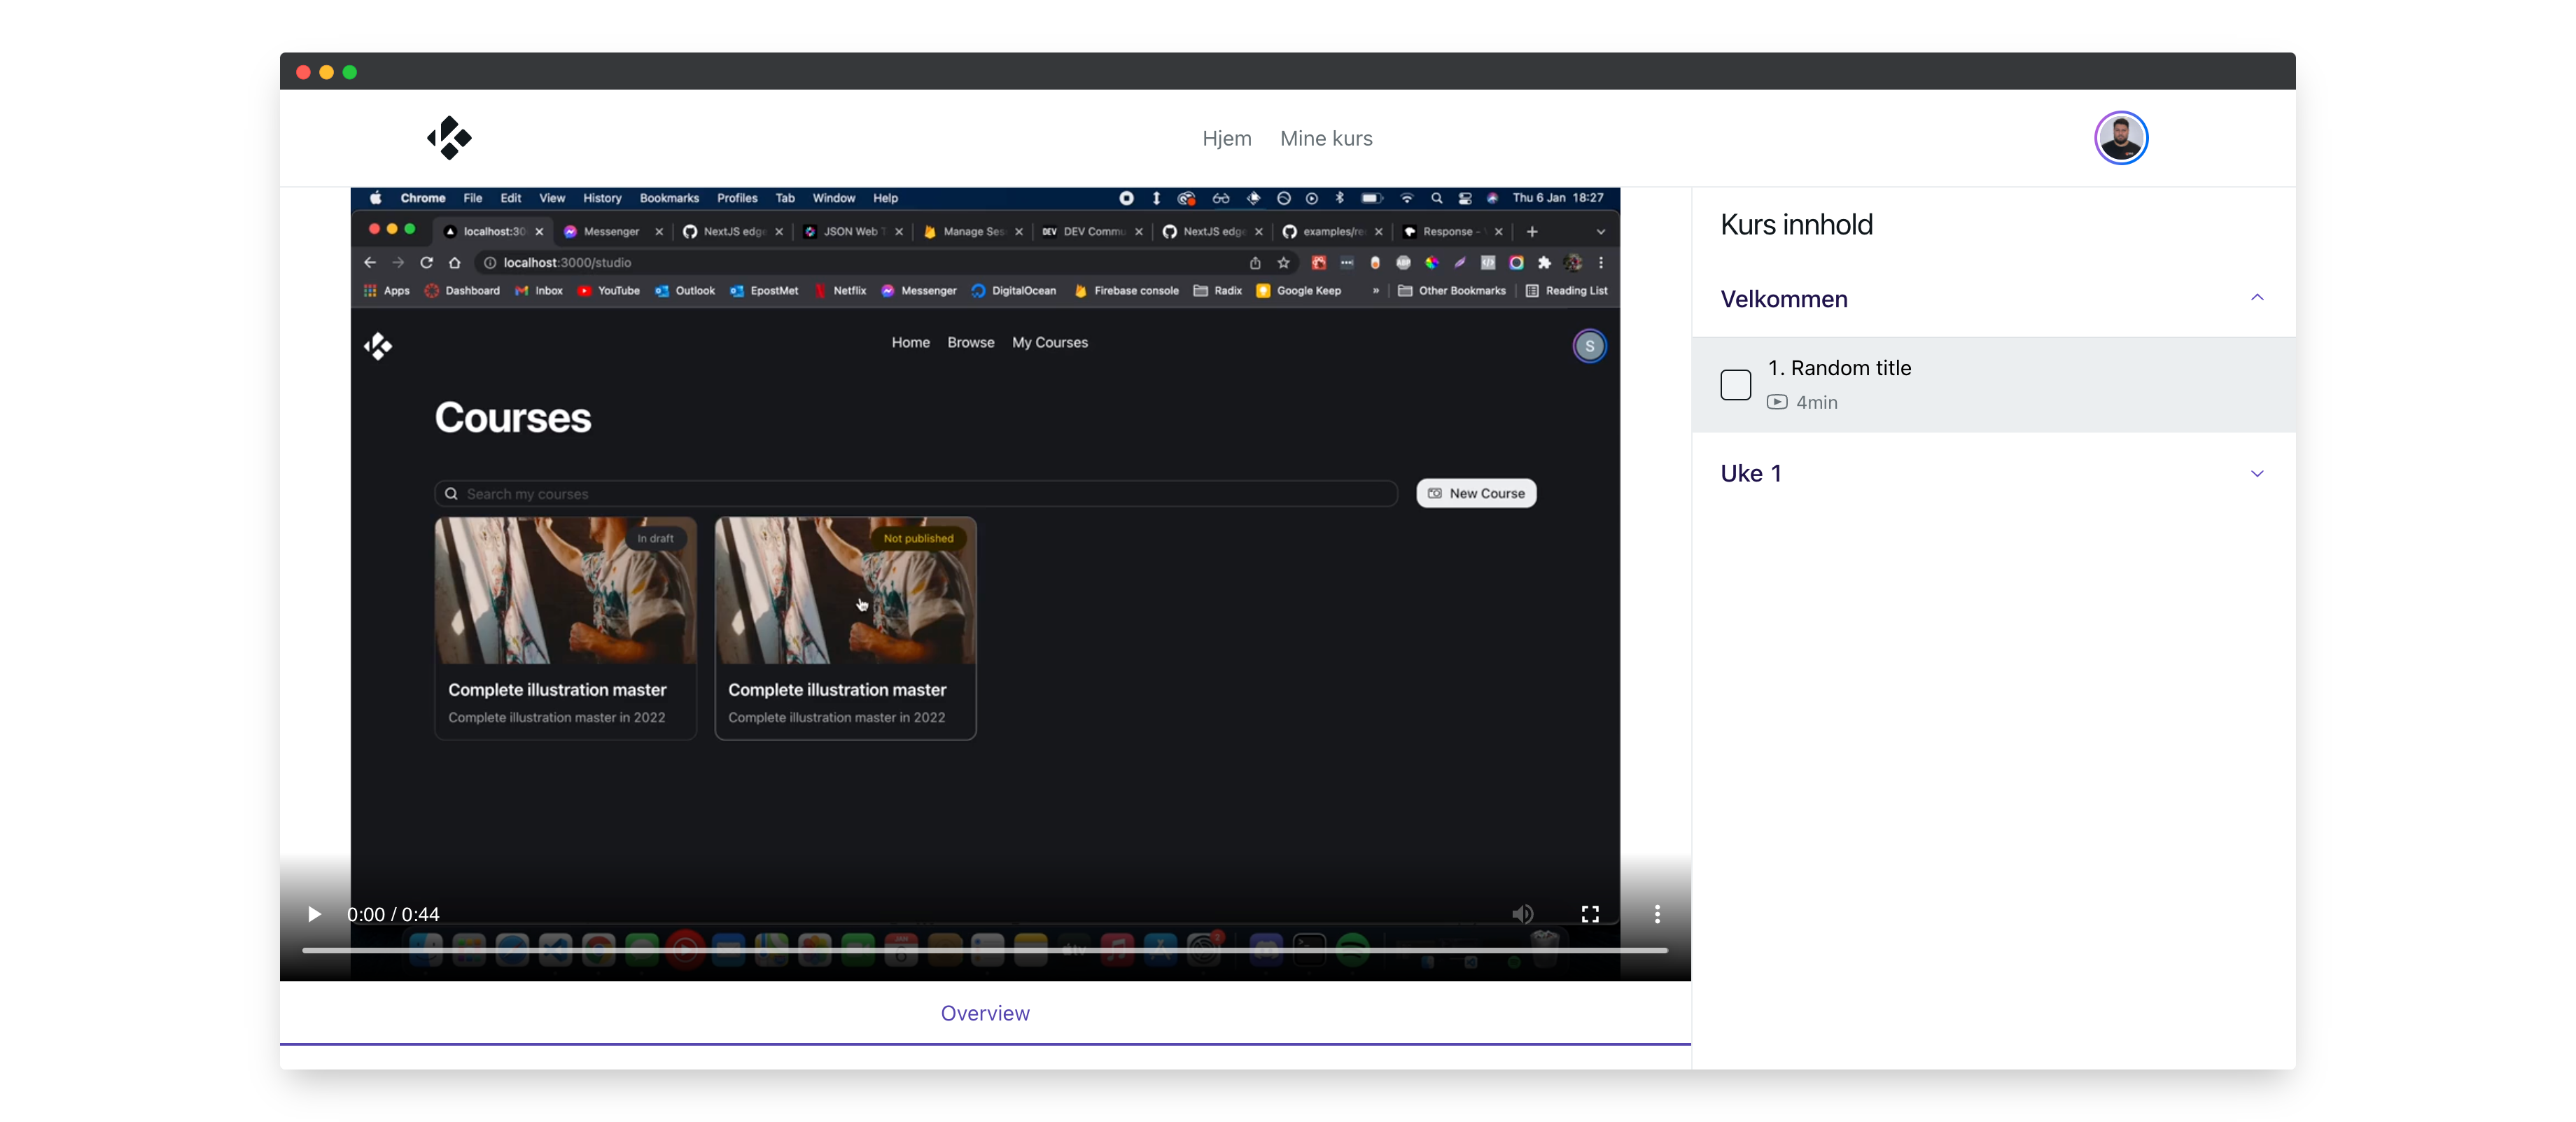 Hjem Mine kurs
Chrome File Edit View History Bookmarks Profiles Tab Window Help Thu 6 Jan 18:27
localhost:30 Messenger NextJS edge JSON Web T Manage Ses DEV DEV Commu NextJS edge examples/re Response -
localhost:3000/studio
Apps Dashboard Inbox YouTube Outlook EpostMet Netflix Messenger DigitalOcean Firebase console Radix Google Keep » Other Bookmarks Reading List
Home Browse My Courses
S
Courses
Search my courses
New Course
In draft
Not published
Complete illustration master
Complete illustration master in 2022
Complete illustration master
Complete illustration master in 2022
0:00 / 0:44
JAN
6
2
Overview
Kurs innhold
Velkommen
1. Random title
4min
Uke 1